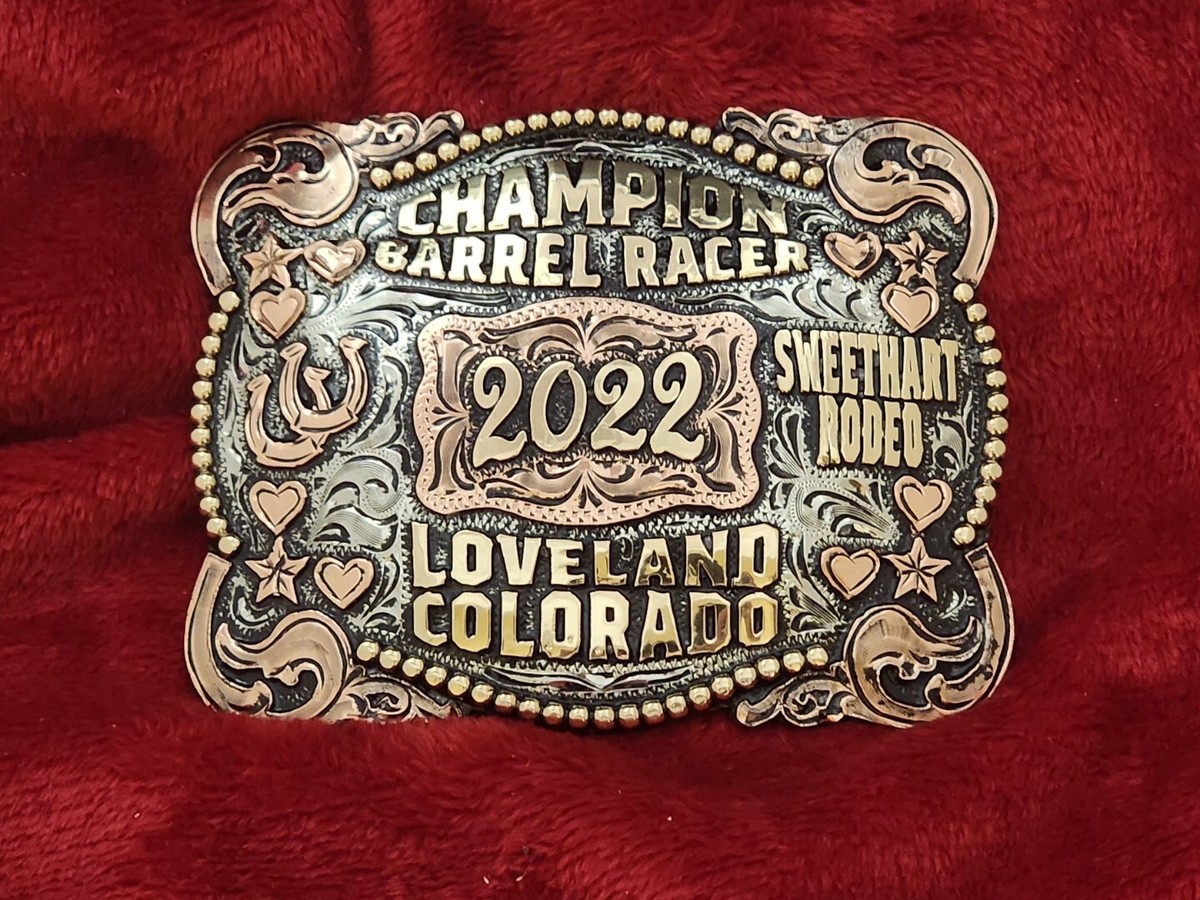 CHAMPION
BARREL RACER
2022
SWEETHART
RODEO
LOVELAND
COLORADO